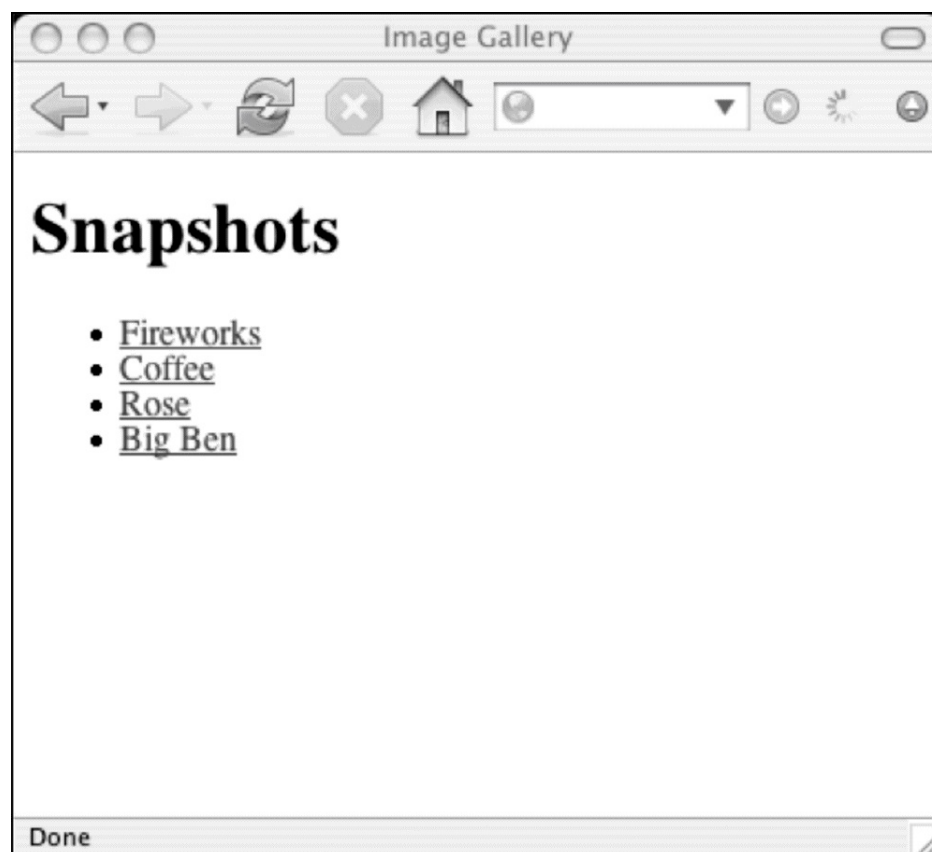 Image Gallery
Snapshots
Fireworks
Coffee
Rose
Big Ben
Done